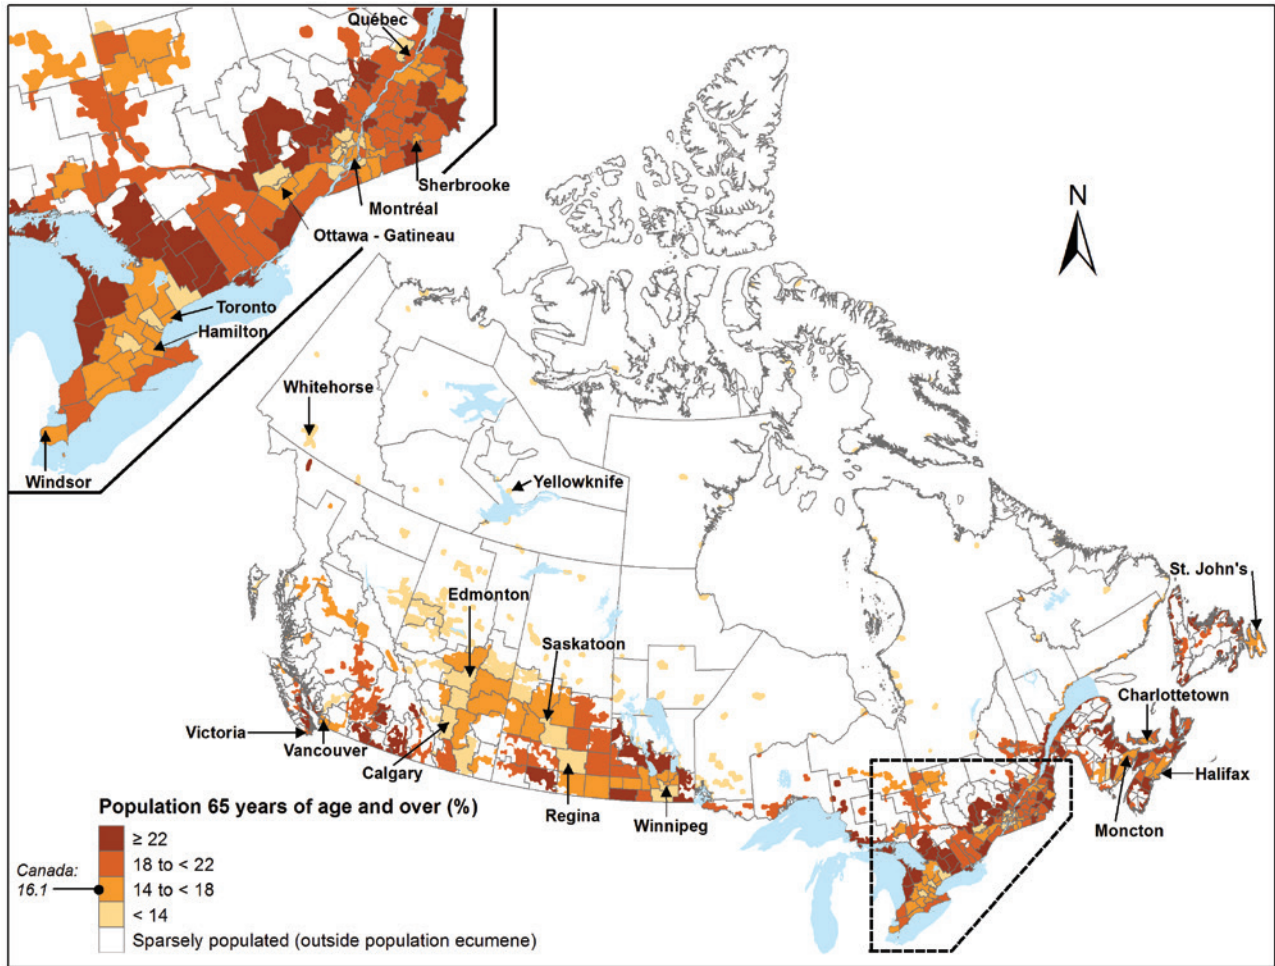 Québec
Sherbrooke
Montréal
Ottawa - Gatineau
Toronto
Hamilton
Windsor
N
Whitehorse
Yellowknife
St. John's
Edmonton
Saskatoon
Charlottetown
Victoria
Vancouver
Calgary
Halifax
Regina
Winnipeg
Moncton
Population 65 years of age and over (%)
≥ 22
18 to < 22
Canada:
16.1
14 to < 18
< 14
Sparsely populated (outside population ecumene)